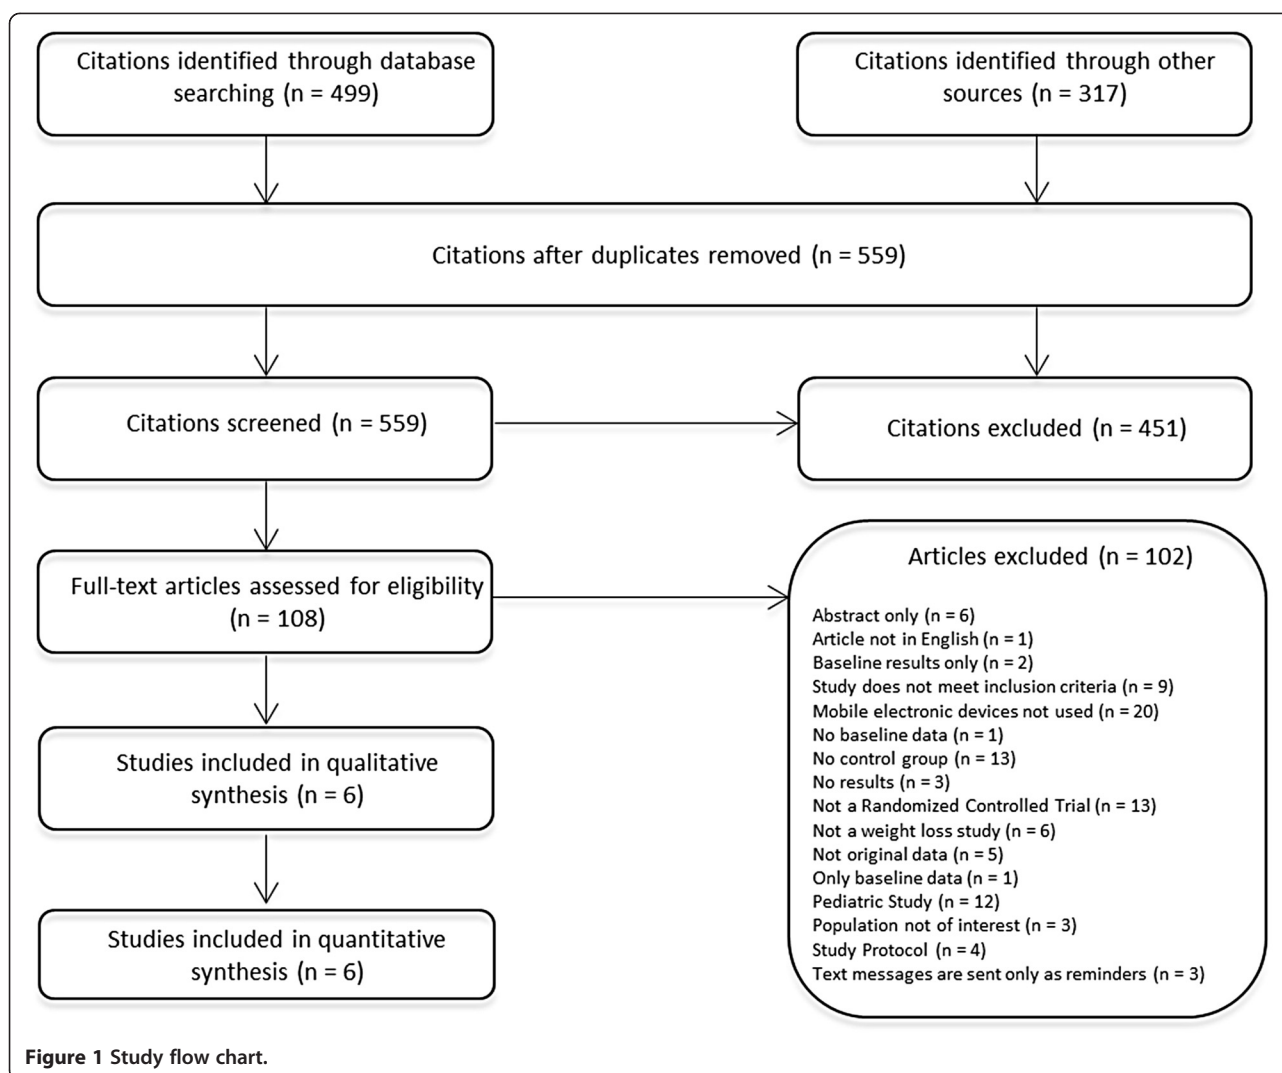 Citations identified through database
searching (n = 499)
Citations identified through other
sources (n = 317)
Citations after duplicates removed (n = 559)
Citations screened (n = 559)
Citations excluded (n = 451)
Full-text articles assessed for eligibility
(n = 108)
Articles excluded (n = 102)
Abstract only (n = 6)
Article not in English (n = 1)
Baseline results only (n = 2)
Study does not meet inclusion criteria (n = 9)
Mobile electronic devices not used (n = 20)
No baseline data (n = 1)
No control group (n = 13)
No results (n = 3)
Not a Randomized Controlled Trial (n = 13)
Not a weight loss study (n = 6)
Not original data (n = 5)
Only baseline data (n = 1)
Pediatric Study (n = 12)
Population not of interest (n = 3)
Study Protocol (n = 4)
Text messages are sent only as reminders (n = 3)
Studies included in qualitative
synthesis (n = 6)
Studies included in quantitative
synthesis (n = 6)
Figure 1 Study flow chart.